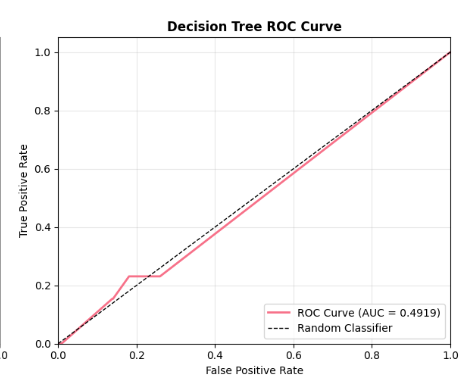 Decision Tree ROC Curve
1.0
0.8
0.6
0.4
0.2
0.0
True Positive Rate
ROC Curve (AUC = 0.4919)
Random Classifier
.0
0.0 0.2 0.4 0.6 0.8 1.0
False Positive Rate